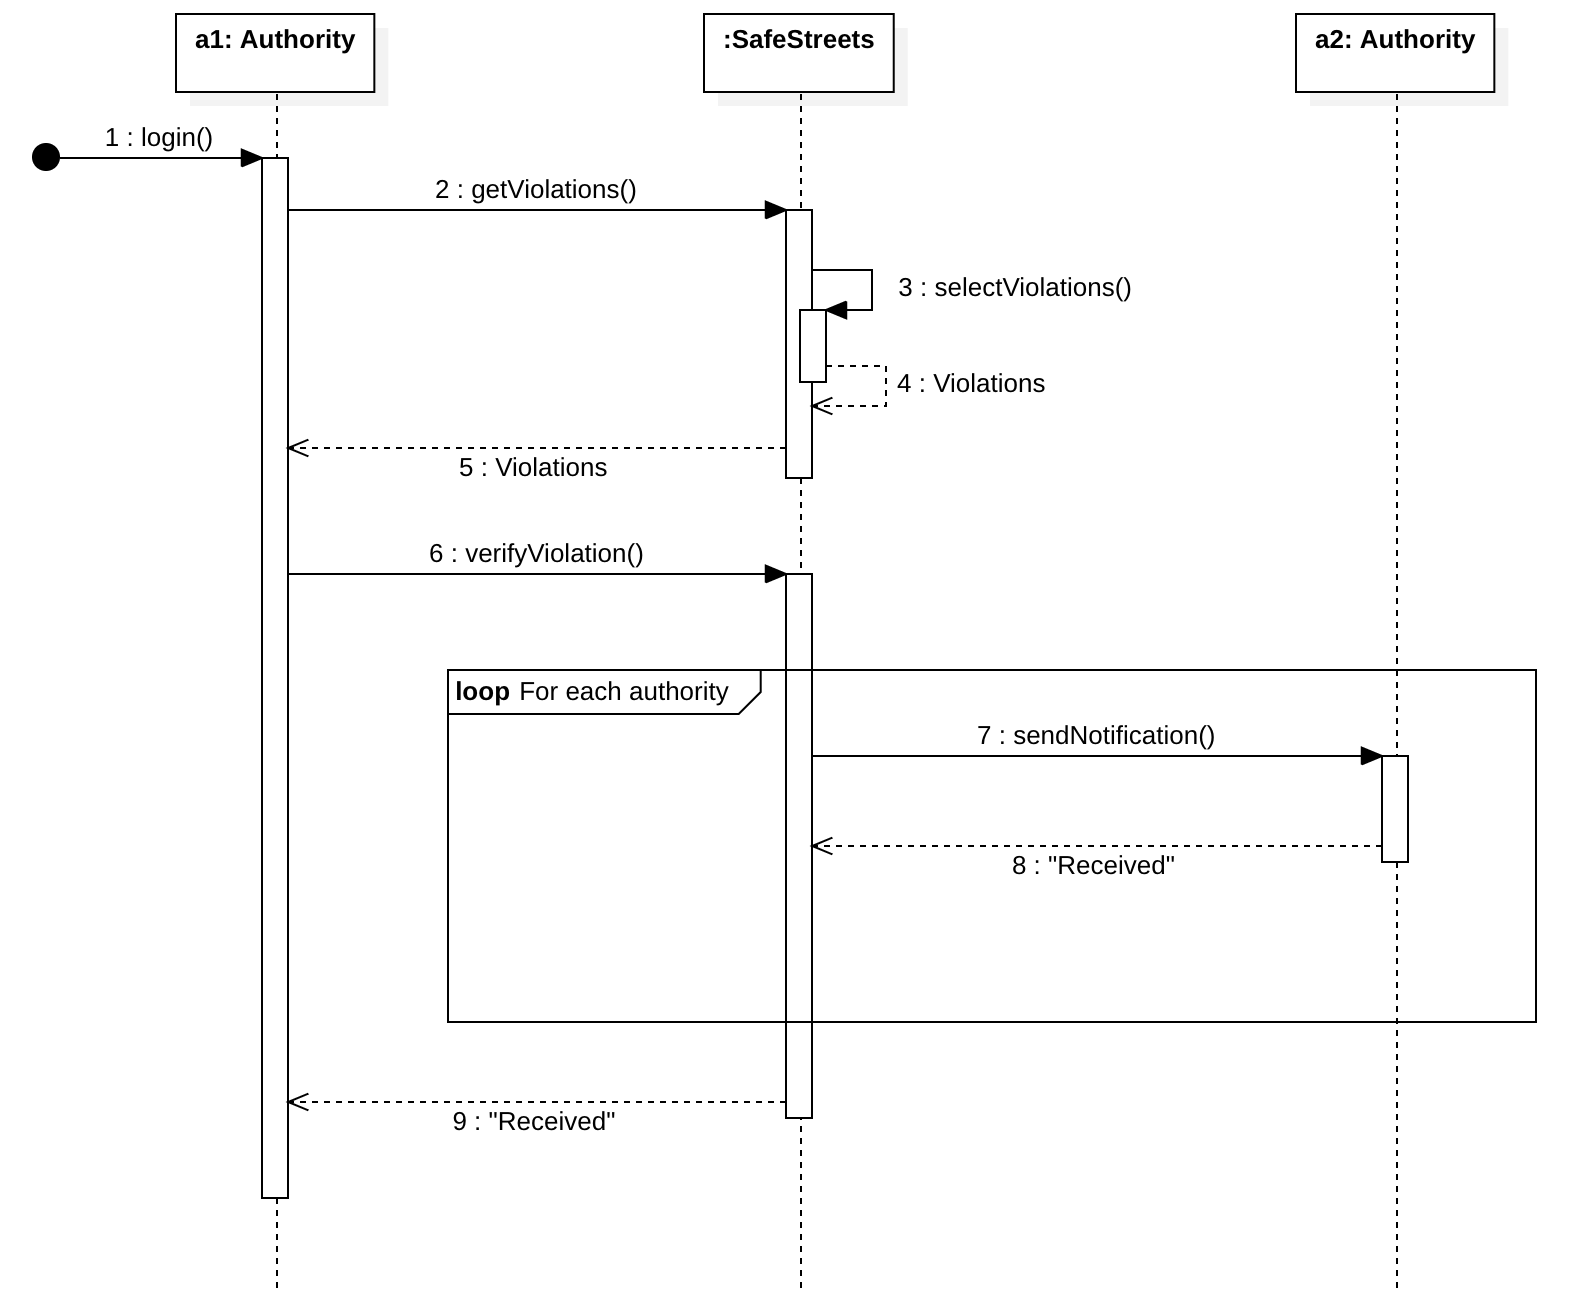 a1: Authority
:SafeStreets
a2: Authority
1 : login()
2 : getViolations()
3 : selectViolations()
4 : Violations
5 : Violations
6 : verifyViolation()
loop For each authority
7 : sendNotification()
8 : "Received"
9 : "Received"